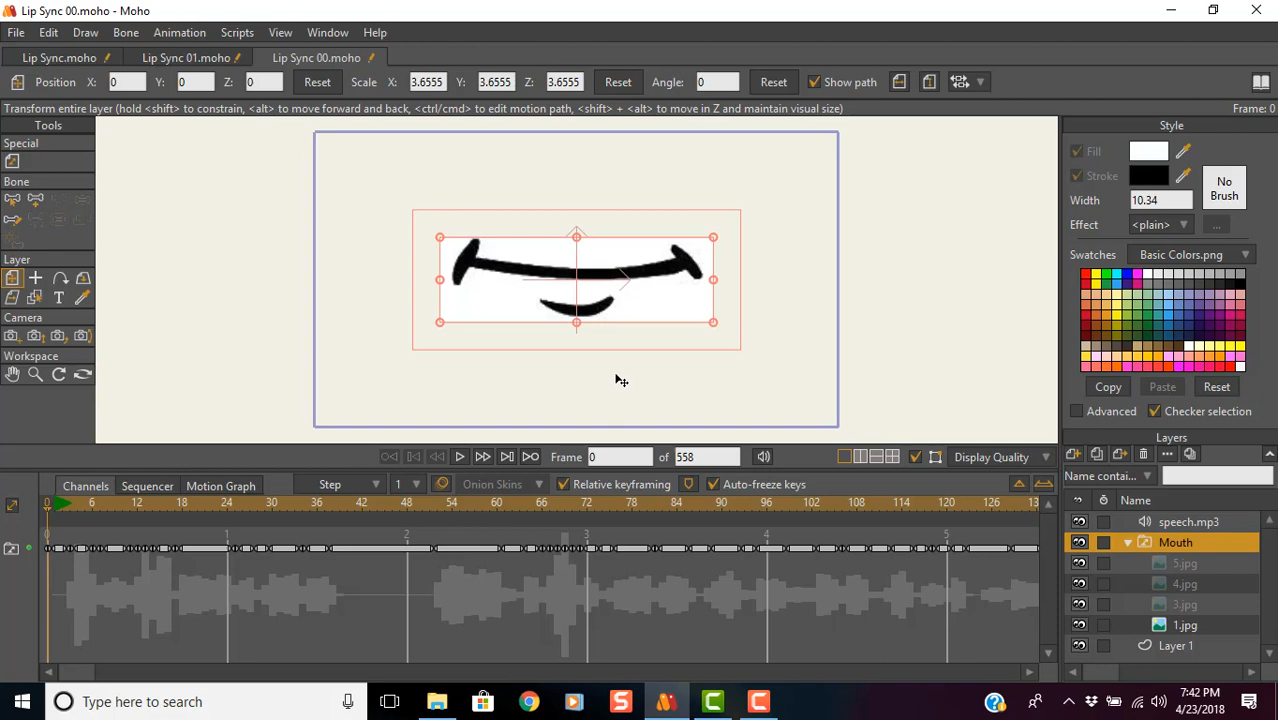 Lip Sync 00.moho - Moho
File Edit Draw Bone Animation Scripts View Window Help
Lip Sync.moho Lip Sync 01.moho Lip Sync 00.moho
Position X: 0 Y: 0 Z: 0 Reset Scale X: 3.6555 Y: 3.6555 Z: 3.6555 Reset Angle: 0 Reset Show path
Transform entire layer (hold <shift> to constrain, <alt> to move forward and back, <ctrl/cmd> to edit motion path, <shift> + <alt> to move in Z and maintain visual size) Frame: 0
Tools
Special
Bone
Layer
Camera
Workspace
Style
Fill
Stroke
No Brush
Width 10.34
Effect <plain> ...
Swatches Basic Colors.png
Copy Paste Reset
Advanced Checker selection
Layers
Name contai...
Name
speech.mp3
Mouth
5.jpg
4.jpg
3.jpg
1.jpg
Layer 1
Frame 0 of 558 Display Quality
Channels Sequencer Motion Graph Step 1 Onion Skins Relative keyframing Auto-freeze keys
0 6 12 18 24 30 36 42 48 54 60 66 72 78 84 90 96 102 108 114 120 126 13
0 1 2 3 4 5
Type here to search
7:42 PM
4/23/2018